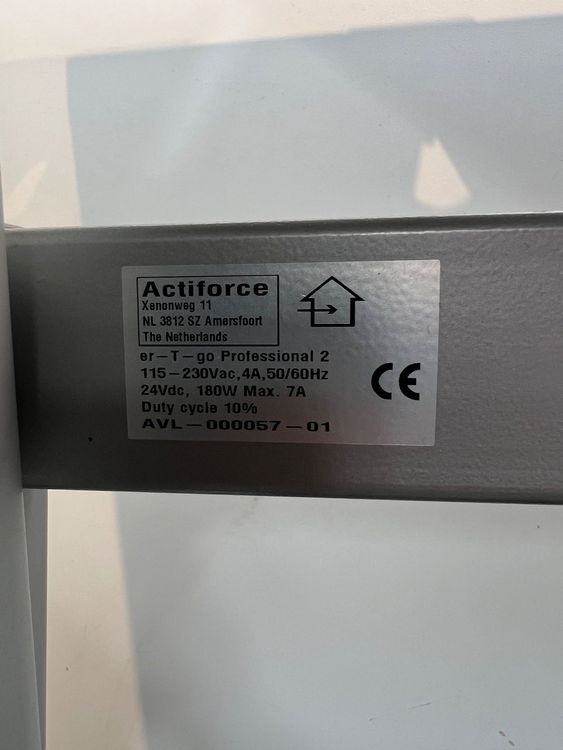 Actiforce
Xenonweg 11
NL 3812 SZ Amersfoort
The Netherlands
er-T-go Professional 2
115-230Vac,4A,50/60Hz
24Vdc, 180W Max. 7A
Duty cycle 10%
AVL-000057-01
CE